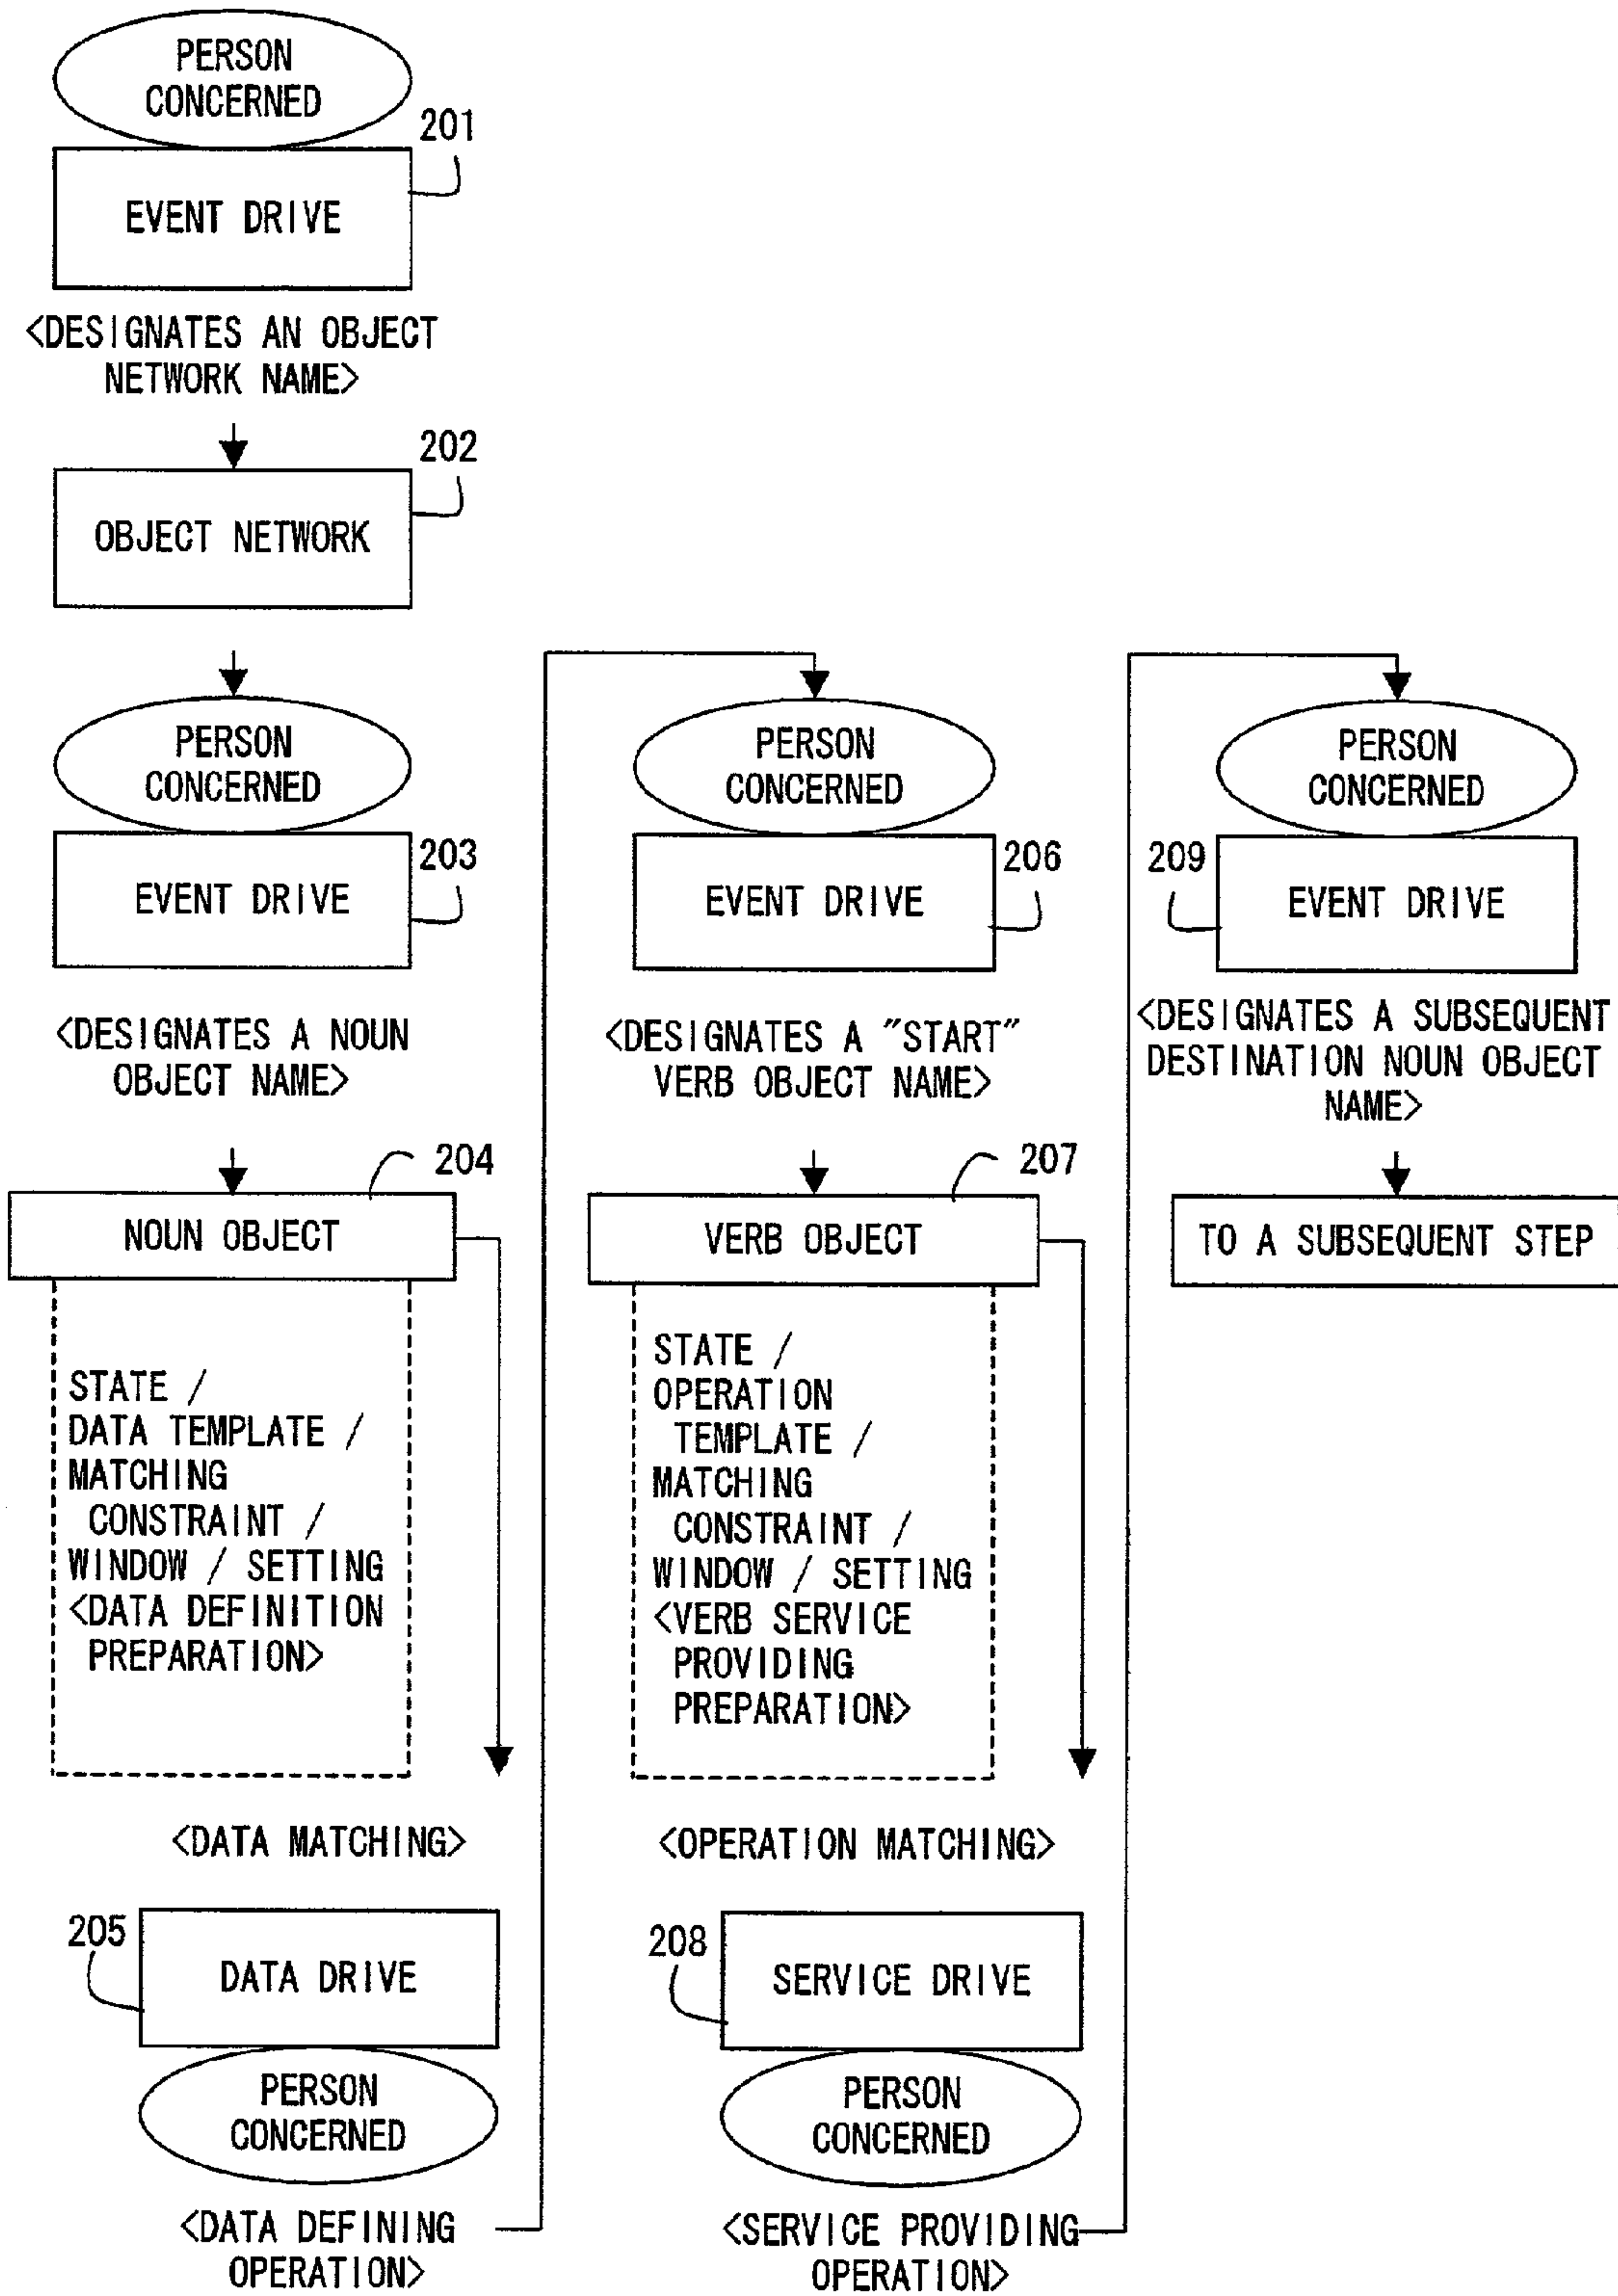 PERSON
CONCERNED
201
EVENT DRIVE
<DESIGNATES AN OBJECT
NETWORK NAME>
202
OBJECT NETWORK
PERSON
CONCERNED
203
EVENT DRIVE
<DESIGNATES A NOUN
OBJECT NAME>
204
NOUN OBJECT
STATE /
DATA TEMPLATE /
MATCHING
CONSTRAINT /
WINDOW / SETTING
<DATA DEFINITION
PREPARATION>
<DATA MATCHING>
205
DATA DRIVE
PERSON
CONCERNED
<DATA DEFINING
OPERATION>
PERSON
CONCERNED
206
EVENT DRIVE
<DESIGNATES A "START"
VERB OBJECT NAME>
207
VERB OBJECT
STATE /
OPERATION
TEMPLATE /
MATCHING
CONSTRAINT /
WINDOW / SETTING
<VERB SERVICE
PROVIDING
PREPARATION>
<OPERATION MATCHING>
208
SERVICE DRIVE
PERSON
CONCERNED
<SERVICE PROVIDING
OPERATION>
PERSON
CONCERNED
209
EVENT DRIVE
<DESIGNATES A SUBSEQUENT
DESTINATION NOUN OBJECT
NAME>
TO A SUBSEQUENT STEP